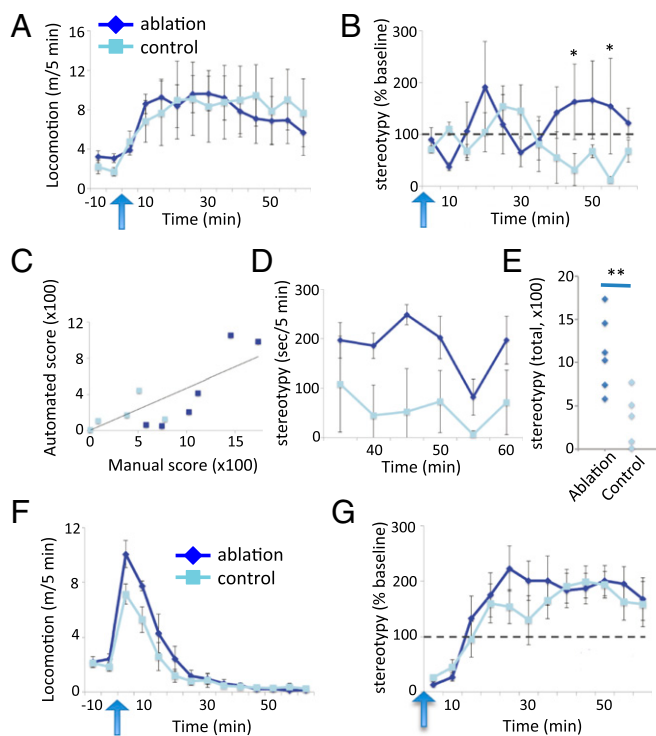 A
ablation
control
Locomotion (m/5 min)
16
12
8
4
0
-10 10 30 50
Time (min)
B
stereotypy (% baseline)
300
200
100
0
* *
10 30 50
Time (min)
C
Automated score (x100)
12
8
4
0
0 5 10 15
Manual score (x100)
D
stereotypy (sec/5 min)
300
200
100
0
40 50 60
Time (min)
E
stereotypy (total, x100)
20
15
10
5
0
**
Ablation
Control
F
ablation
control
Locomotion (m/5 min)
12
8
4
0
-10 10 30 50
Time (min)
G
stereotypy (% baseline)
300
200
100
0
10 30 50
Time (min)